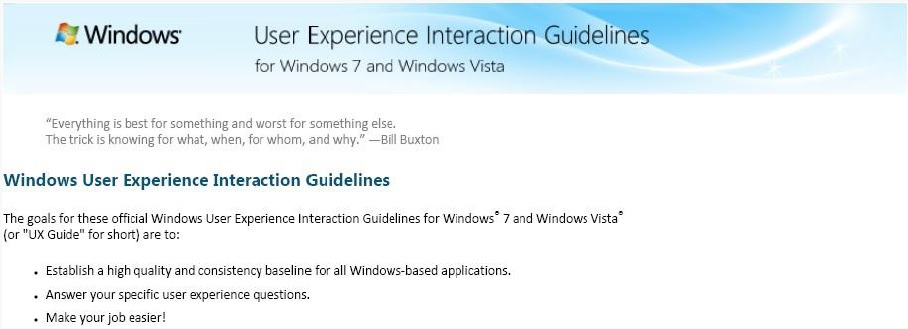 Windows® User Experience Interaction Guidelines
for Windows 7 and Windows Vista
“Everything is best for something and worst for something else.
The trick is knowing for what, when, for whom, and why.” —Bill Buxton
Windows User Experience Interaction Guidelines
The goals for these official Windows User Experience Interaction Guidelines for Windows® 7 and Windows Vista®
(or "UX Guide" for short) are to:
• Establish a high quality and consistency baseline for all Windows-based applications.
• Answer your specific user experience questions.
• Make your job easier!